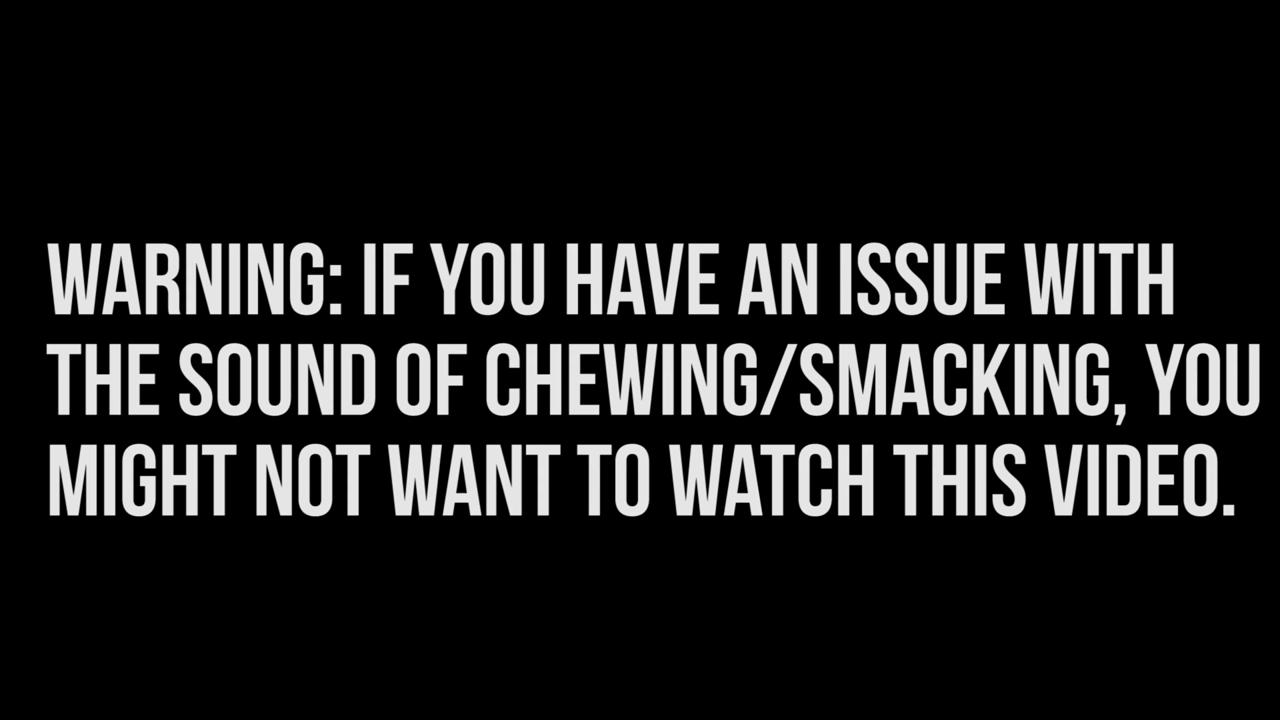 WARNING: IF YOU HAVE AN ISSUE WITH
THE SOUND OF CHEWING/SMACKING, YOU
MIGHT NOT WANT TO WATCH THIS VIDEO.